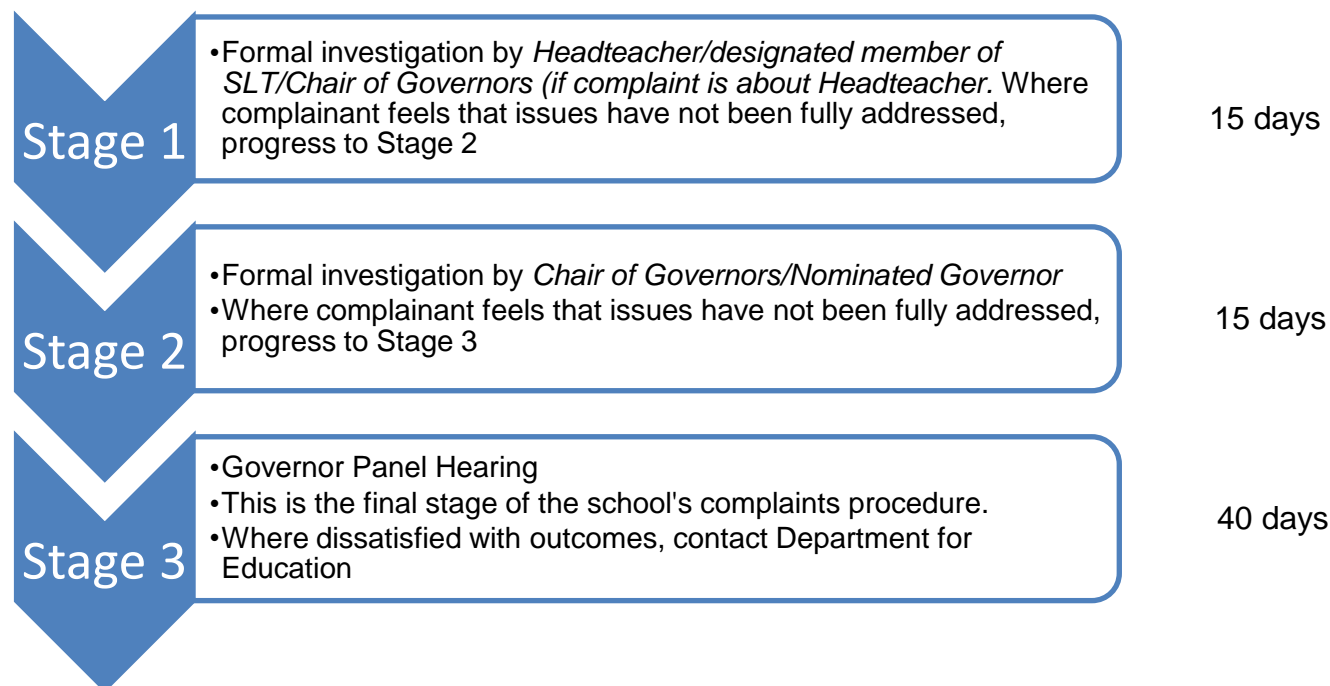 Stage 1
•Formal investigation by Headteacher/designated member of
SLT/Chair of Governors (if complaint is about Headteacher. Where
complainant feels that issues have not been fully addressed,
progress to Stage 2
15 days
Stage 2
•Formal investigation by Chair of Governors/Nominated Governor
•Where complainant feels that issues have not been fully addressed,
progress to Stage 3
15 days
Stage 3
•Governor Panel Hearing
•This is the final stage of the school's complaints procedure.
•Where dissatisfied with outcomes, contact Department for
Education
40 days